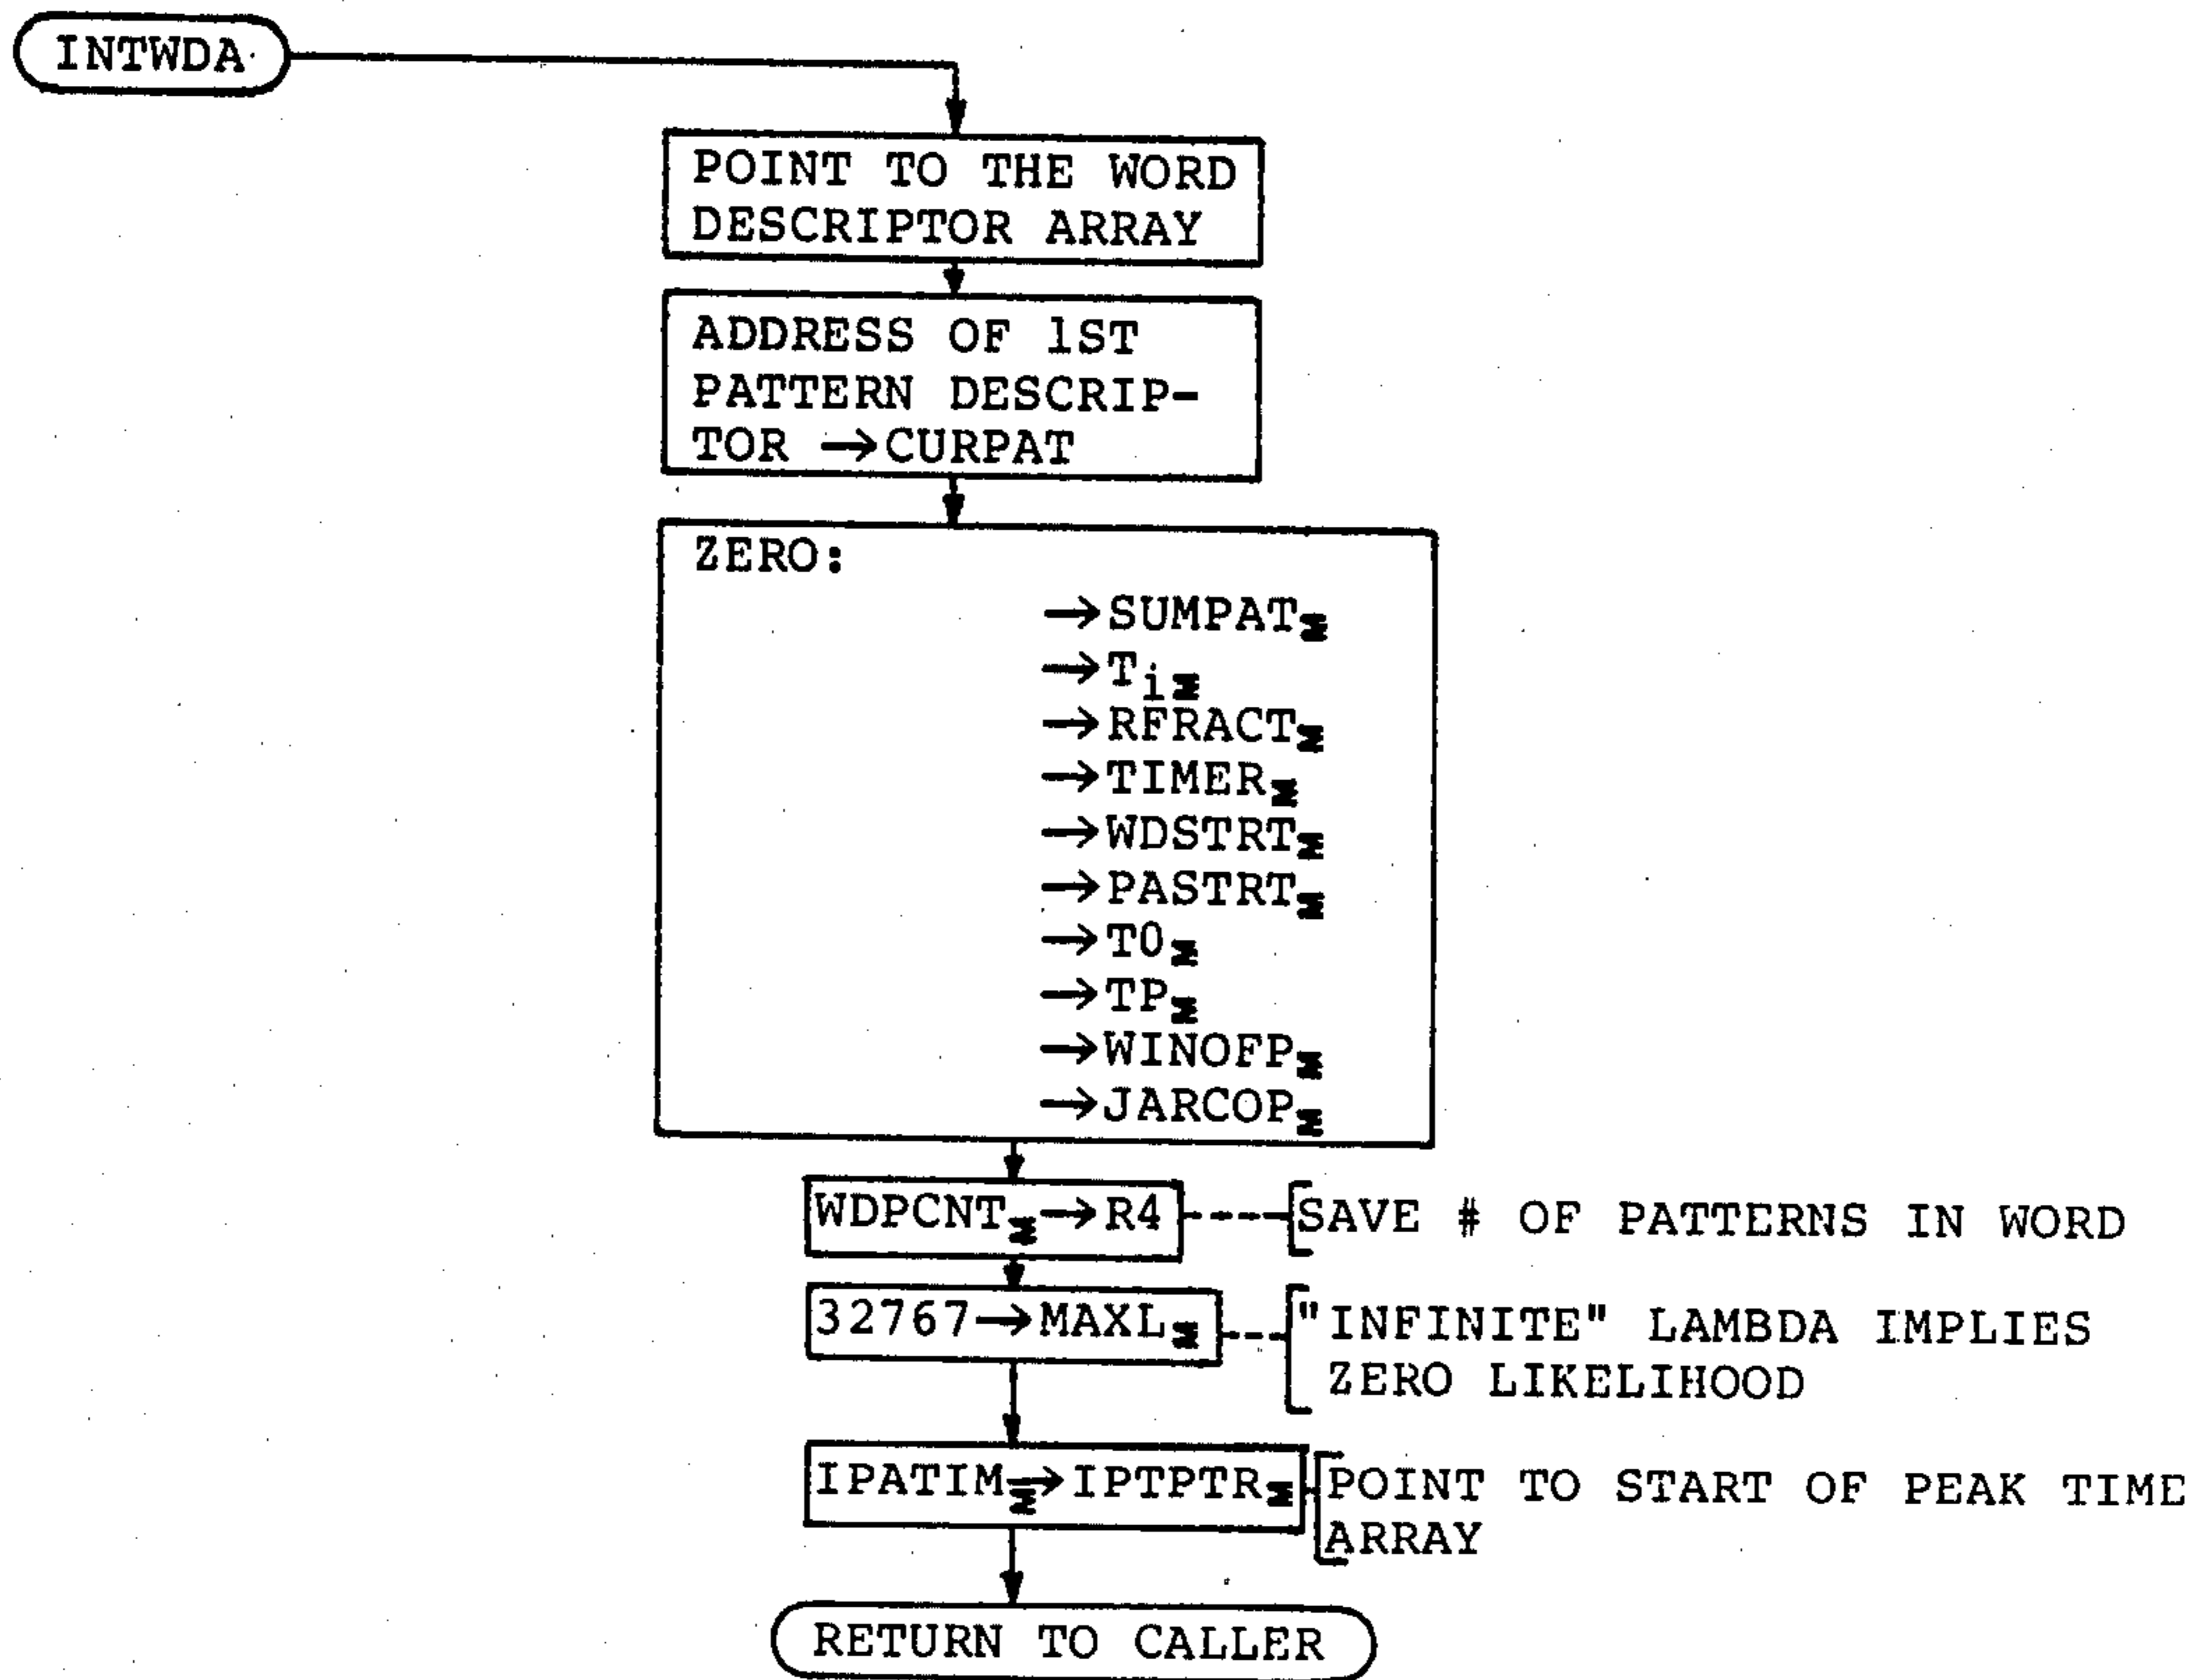 INTWDA
POINT TO THE WORD
DESCRIPTOR ARRAY
ADDRESS OF 1ST
PATTERN DESCRIP-
TOR →CURPAT
ZERO:
→SUMPAT
→Ti
→RFRACT
→TIMER
→WDSTRT
→PASTRT
→T0
→TP
→WINOFP
→JARCOP
WDPCNT→R4
SAVE # OF PATTERNS IN WORD
32767→MAXL
"INFINITE" LAMBDA IMPLIES
ZERO LIKELIHOOD
IPATIM→IPTPTR
POINT TO START OF PEAK TIME
ARRAY
RETURN TO CALLER